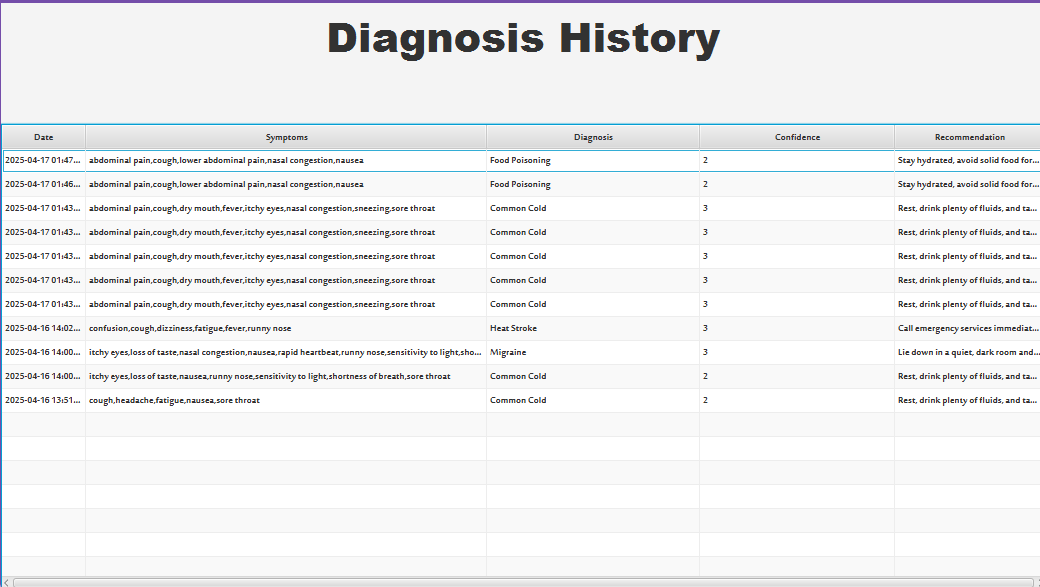 Diagnosis History
Date Symptoms Diagnosis Confidence Recommendation
2025-04-17 01:47... abdominal pain,cough,lower abdominal pain,nasal congestion,nausea Food Poisoning 2 Stay hydrated, avoid solid food for...
2025-04-17 01:46... abdominal pain,cough,lower abdominal pain,nasal congestion,nausea Food Poisoning 2 Stay hydrated, avoid solid food for...
2025-04-17 01:43... abdominal pain,cough,dry mouth,fever,itchy eyes,nasal congestion,sneezing,sore throat Common Cold 3 Rest, drink plenty of fluids, and ta...
2025-04-17 01:43... abdominal pain,cough,dry mouth,fever,itchy eyes,nasal congestion,sneezing,sore throat Common Cold 3 Rest, drink plenty of fluids, and ta...
2025-04-17 01:43... abdominal pain,cough,dry mouth,fever,itchy eyes,nasal congestion,sneezing,sore throat Common Cold 3 Rest, drink plenty of fluids, and ta...
2025-04-17 01:43... abdominal pain,cough,dry mouth,fever,itchy eyes,nasal congestion,sneezing,sore throat Common Cold 3 Rest, drink plenty of fluids, and ta...
2025-04-17 01:43... abdominal pain,cough,dry mouth,fever,itchy eyes,nasal congestion,sneezing,sore throat Common Cold 3 Rest, drink plenty of fluids, and ta...
2025-04-16 14:02... confusion,cough,dizziness,fatigue,fever,runny nose Heat Stroke 3 Call emergency services immediat...
2025-04-16 14:00... itchy eyes,loss of taste,nasal congestion,nausea,rapid heartbeat,runny nose,sensitivity to light,sho... Migraine 3 Lie down in a quiet, dark room and...
2025-04-16 14:00... itchy eyes,loss of taste,nausea,runny nose,sensitivity to light,shortness of breath,sore throat Common Cold 2 Rest, drink plenty of fluids, and ta...
2025-04-16 13:51... cough,headache,fatigue,nausea,sore throat Common Cold 2 Rest, drink plenty of fluids, and ta...